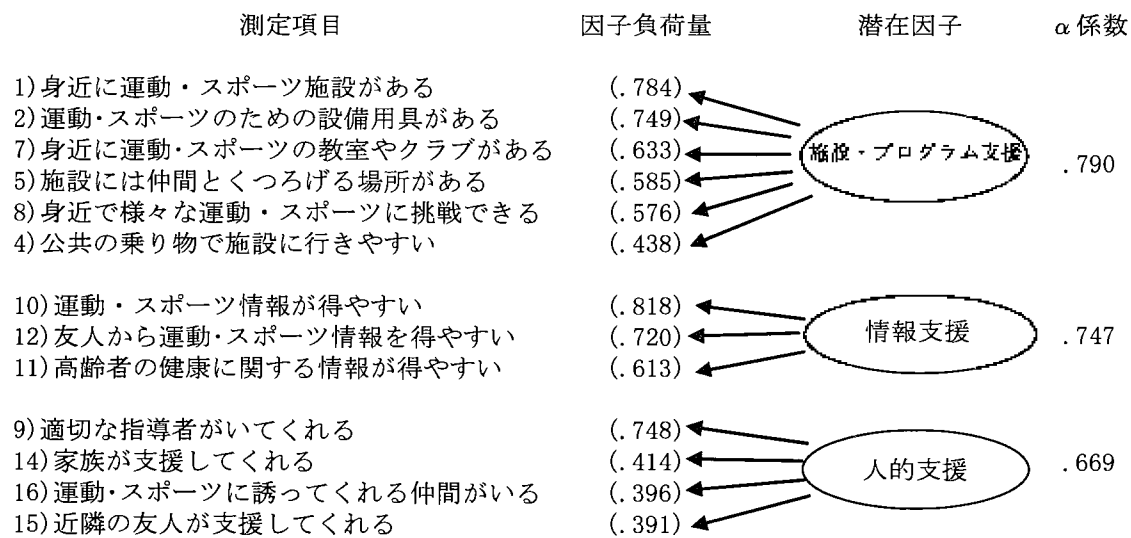 測定項目 因子負荷量 潜在因子 α係数
1)身近に運動・スポーツ施設がある (.784)
2)運動・スポーツのための設備用具がある (.749)
7)身近に運動・スポーツの教室やクラブがある (.633) 施設・プログラム支援 .790
5)施設には仲間とくつろげる場所がある (.585)
8)身近で様々な運動・スポーツに挑戦できる (.576)
4)公共の乗り物で施設に行きやすい (.438)
10)運動・スポーツ情報が得やすい (.818)
12)友人から運動・スポーツ情報を得やすい (.720) 情報支援 .747
11)高齢者の健康に関する情報が得やすい (.613)
9)適切な指導者がいてくれる (.748)
14)家族が支援してくれる (.414) 人的支援 .669
16)運動・スポーツに誘ってくれる仲間がいる (.396)
15)近隣の友人が支援してくれる (.391)